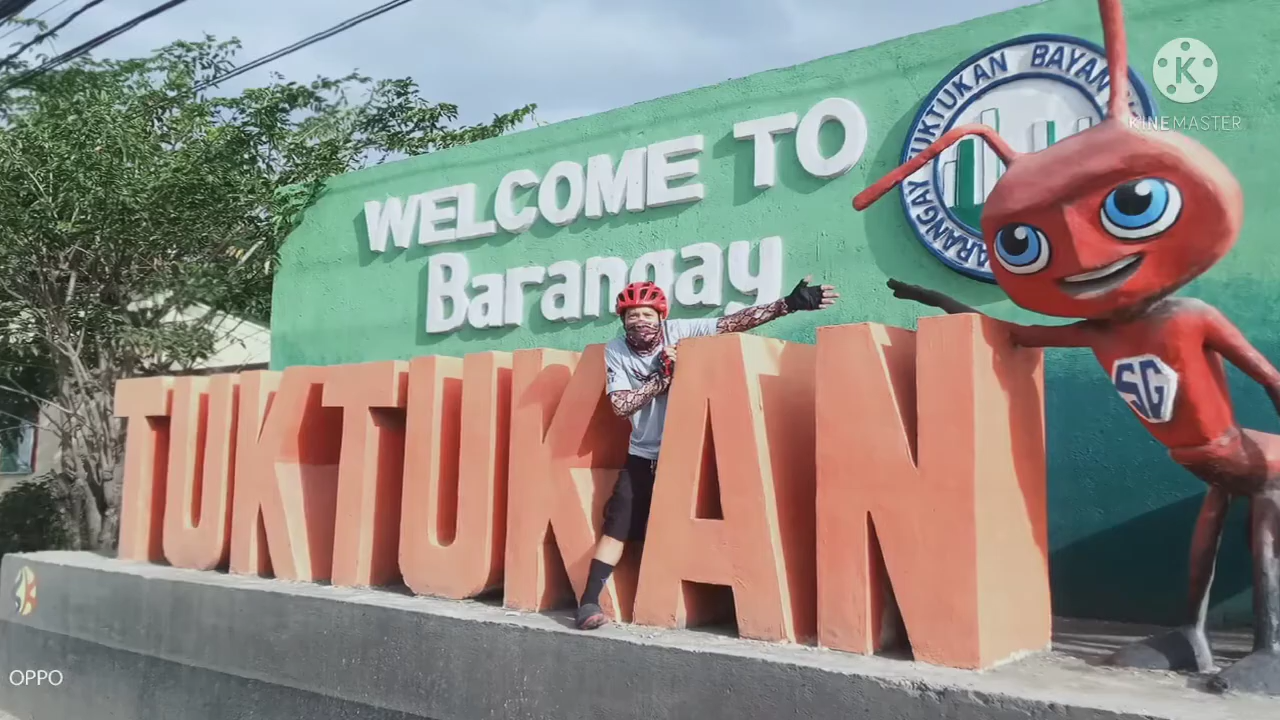 WELCOME TO
Barangay
TUKTUKAN
BARANGAY TUKTUKAN BAYAN
SG
K
KINEMASTER
OPPO